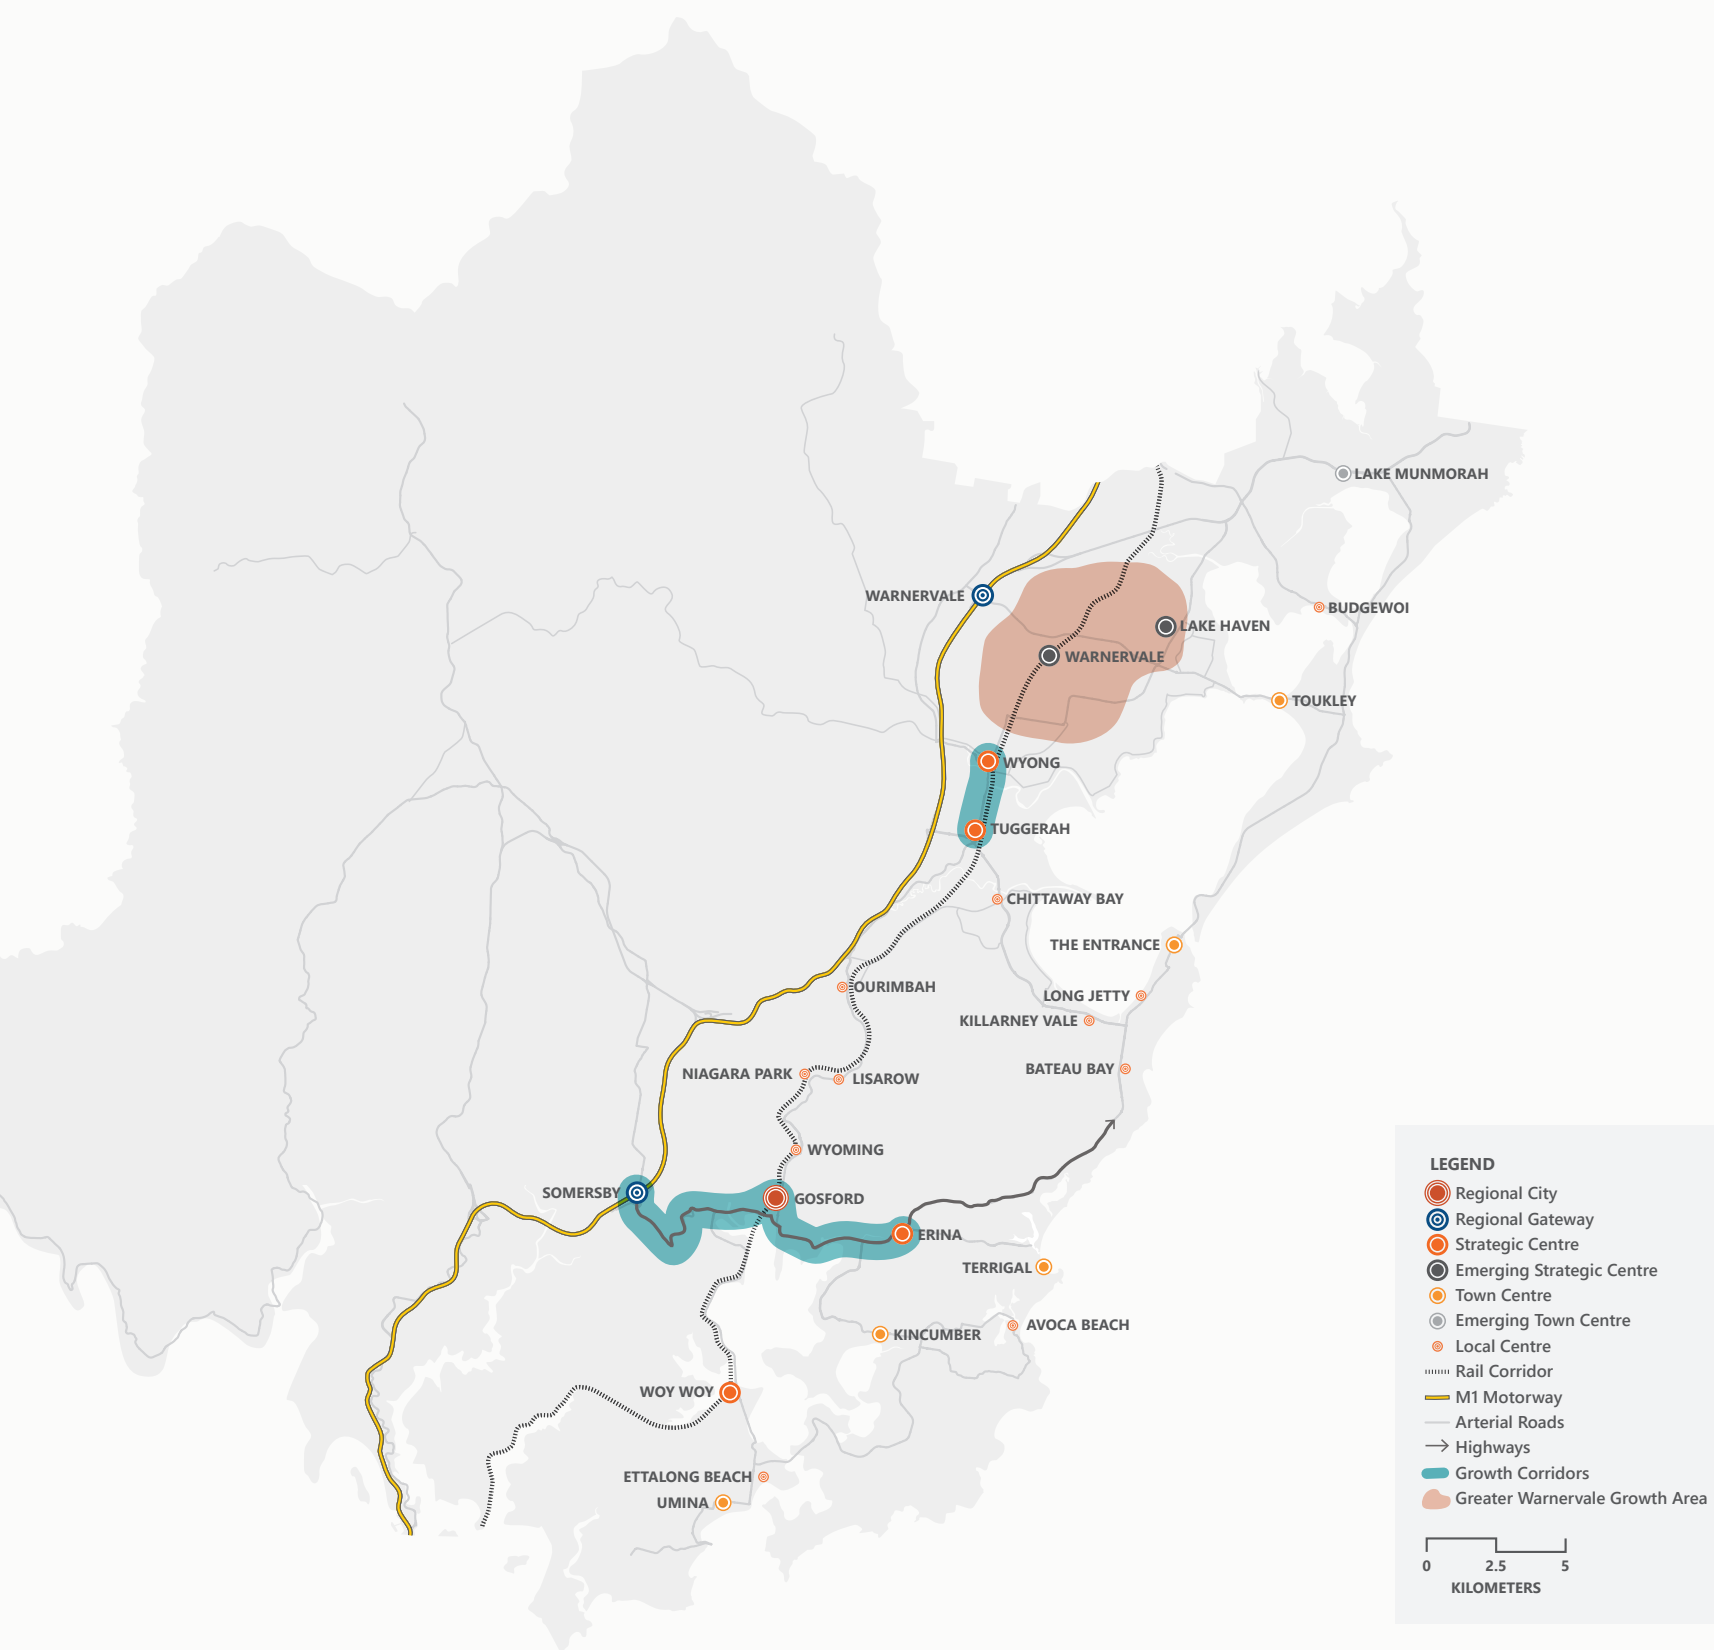 LAKE MUNMORAH
WARNERVALE
BUDGEWOI
LAKE HAVEN
WARNERVALE
TOUKLEY
WYONG
TUGGERAH
CHITTAWAY BAY
THE ENTRANCE
OURIMBAH
LONG JETTY
KILLARNEY VALE
BATEAU BAY
NIAGARA PARK
LISAROW
WYOMING
SOMERSBY
GOSFORD
ERINA
TERRIGAL
AVOCA BEACH
KINCUMBER
WOY WOY
ETTALONG BEACH
UMINA
LEGEND
Regional City
Regional Gateway
Strategic Centre
Emerging Strategic Centre
Town Centre
Emerging Town Centre
Local Centre
Rail Corridor
M1 Motorway
Arterial Roads
Highways
Growth Corridors
Greater Warnervale Growth Area
0 2.5 5
KILOMETERS